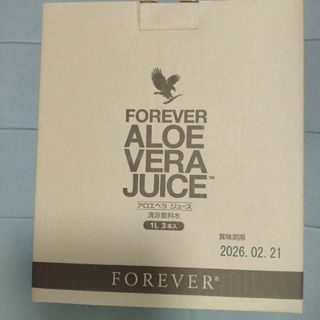 FOREVER
ALOE
VERA
JUICE™
アロエベラ ジュース
清涼飲料水
1L 3本入
賞味期限
2026.02.21
FOREVER®